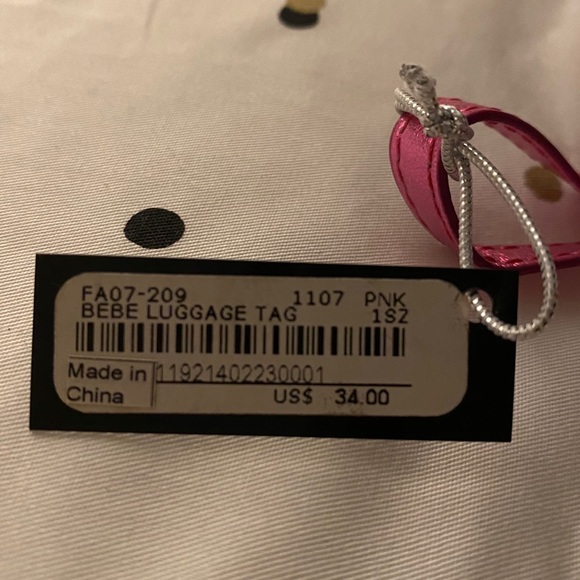 FA07-209 1107 PNK
BEBE LUGGAGE TAG 1SZ
Made in China
11921402230001
US$ 34.00